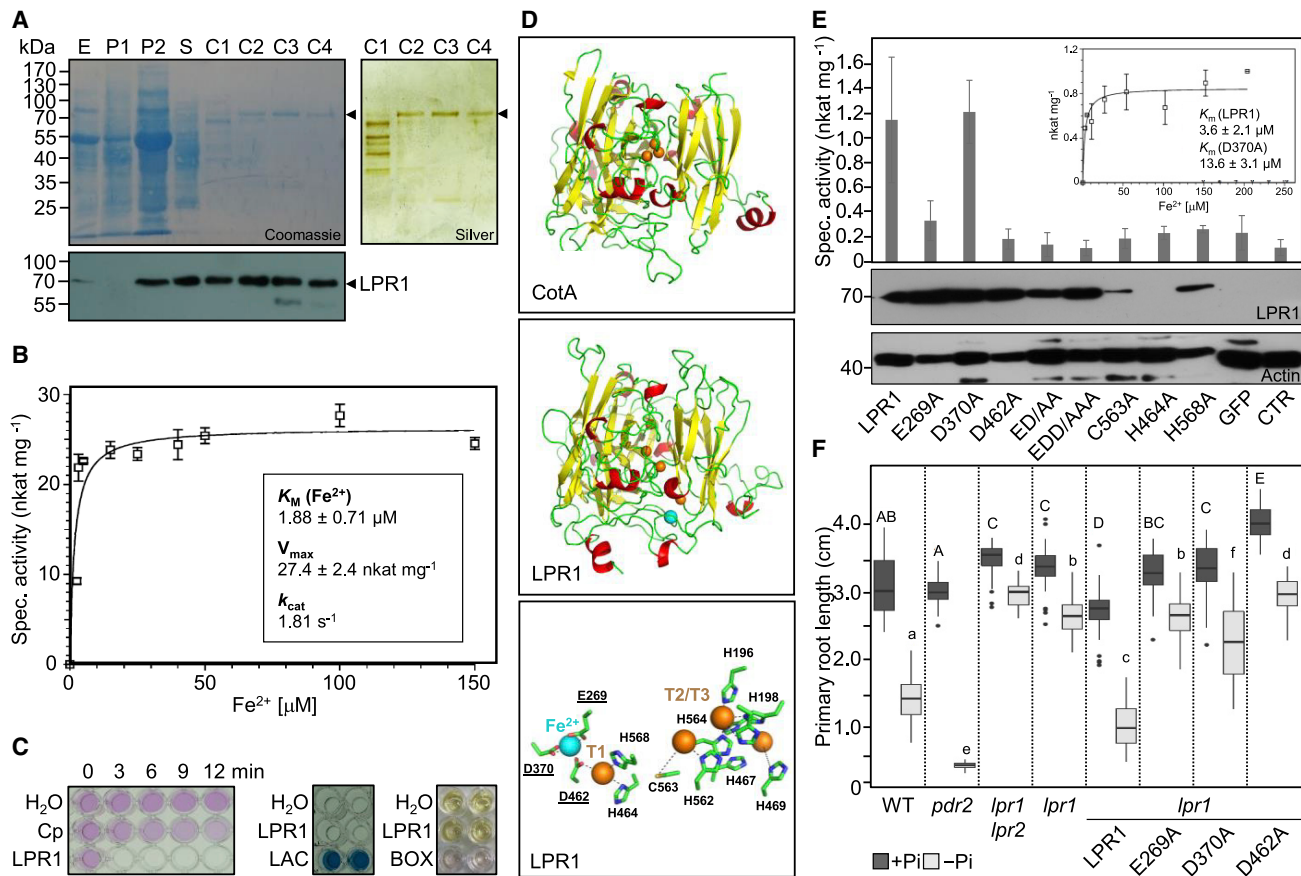 A
kDa E P1 P2 S C1 C2 C3 C4
170
130
100
70
55
40
35
25
Coomassie
C1 C2 C3 C4
Silver
100
70
55
LPR1
B
Spec. activity (nkat mg-1)
30
20
10
0
0 50 100 150
Fe2+ [µM]
KM (Fe2+)
1.88 ± 0.71 µM
Vmax
27.4 ± 2.4 nkat mg-1
kcat
1.81 s-1
C
0 3 6 9 12 min
H2O
Cp
LPR1
H2O
LPR1
LAC
H2O
LPR1
BOX
D
CotA
LPR1
H196
T2/T3
H198
E269
H564
Fe2+
T1
H568
D370
D462
H464
C563
H562
H467
H469
LPR1
E
Spec. activity (nkat mg-1)
1.6
1.4
1.2
1.0
0.8
0.6
0.4
0.2
0
nkat mg-1
1.2
0.8
0.4
0
Km (LPR1)
3.6 ± 2.1 µM
Km (D370A)
13.6 ± 3.1 µM
50 100 150 200 250
Fe2+ [µM]
70
LPR1
40
Actin
LPR1 E269A D370A D462A ED/AA EDD/AAA C563A H464A H568A GFP CTR
F
Primary root length (cm)
4.0
3.0
2.0
1.0
0
AB a A e C d C b D c BC b C f E d
WT pdr2 lpr1 lpr2 lpr1 lpr1
LPR1 E269A D370A D462A
+Pi −Pi